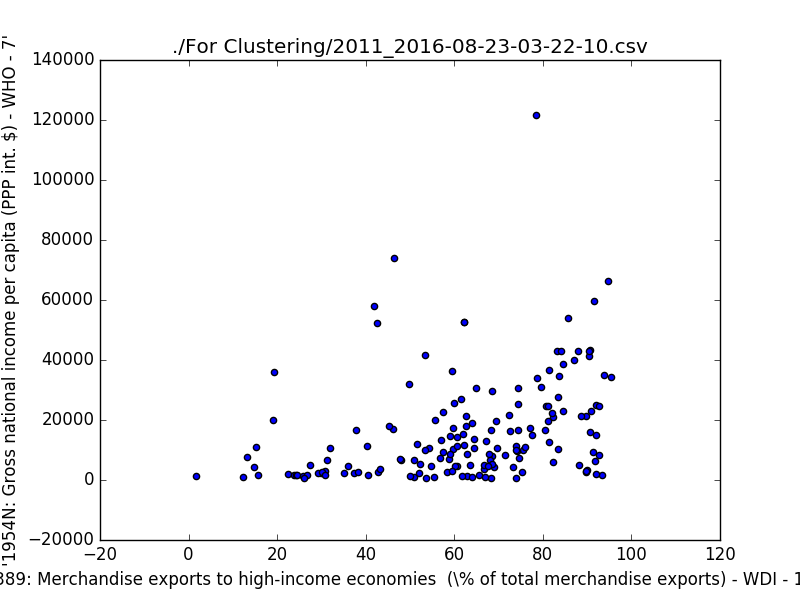 ./For Clustering/2011_2016-08-23-03-22-10.csv
'1954N: Gross national income per capita (PPP int. $) - WHO - 7'
140000
120000
100000
80000
60000
40000
20000
0
−20000
−20 0 20 40 60 80 100 120
389: Merchandise exports to high-income economies (\% of total merchandise exports) - WDI - 1